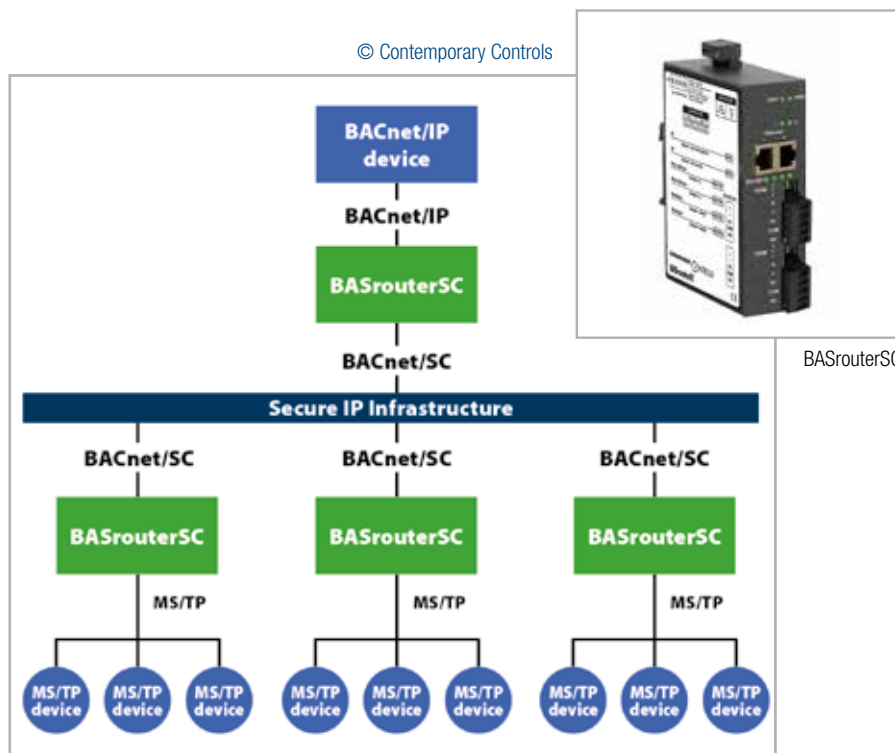 © Contemporary Controls
BACnet/IP
device
BACnet/IP
BASrouterSC
BACnet/SC
BASrouterSC
Secure IP Infrastructure
BACnet/SC
BACnet/SC
BACnet/SC
BASrouterSC
BASrouterSC
BASrouterSC
MS/TP
MS/TP
MS/TP
MS/TP
device
MS/TP
device
MS/TP
device
MS/TP
device
MS/TP
device
MS/TP
device
MS/TP
device
MS/TP
device
MS/TP
device